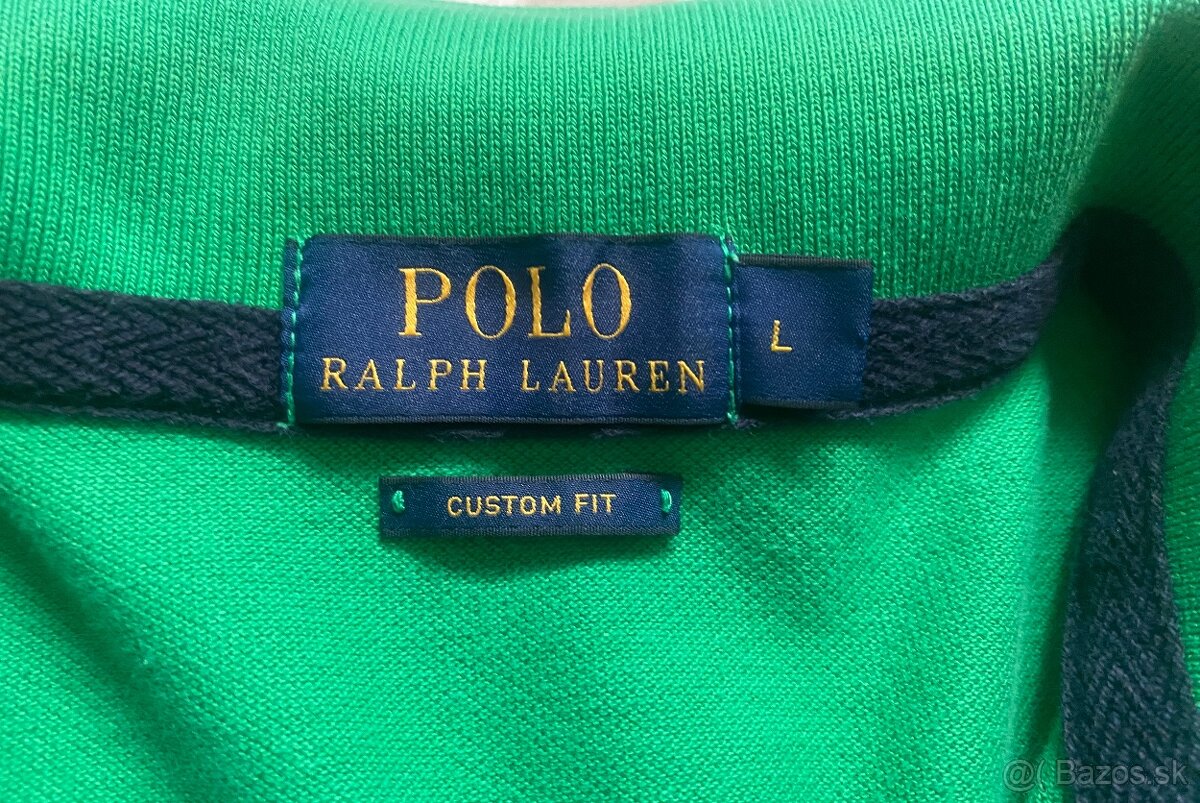 POLO
RALPH LAUREN
L
CUSTOM FIT
@( Bazos.sk